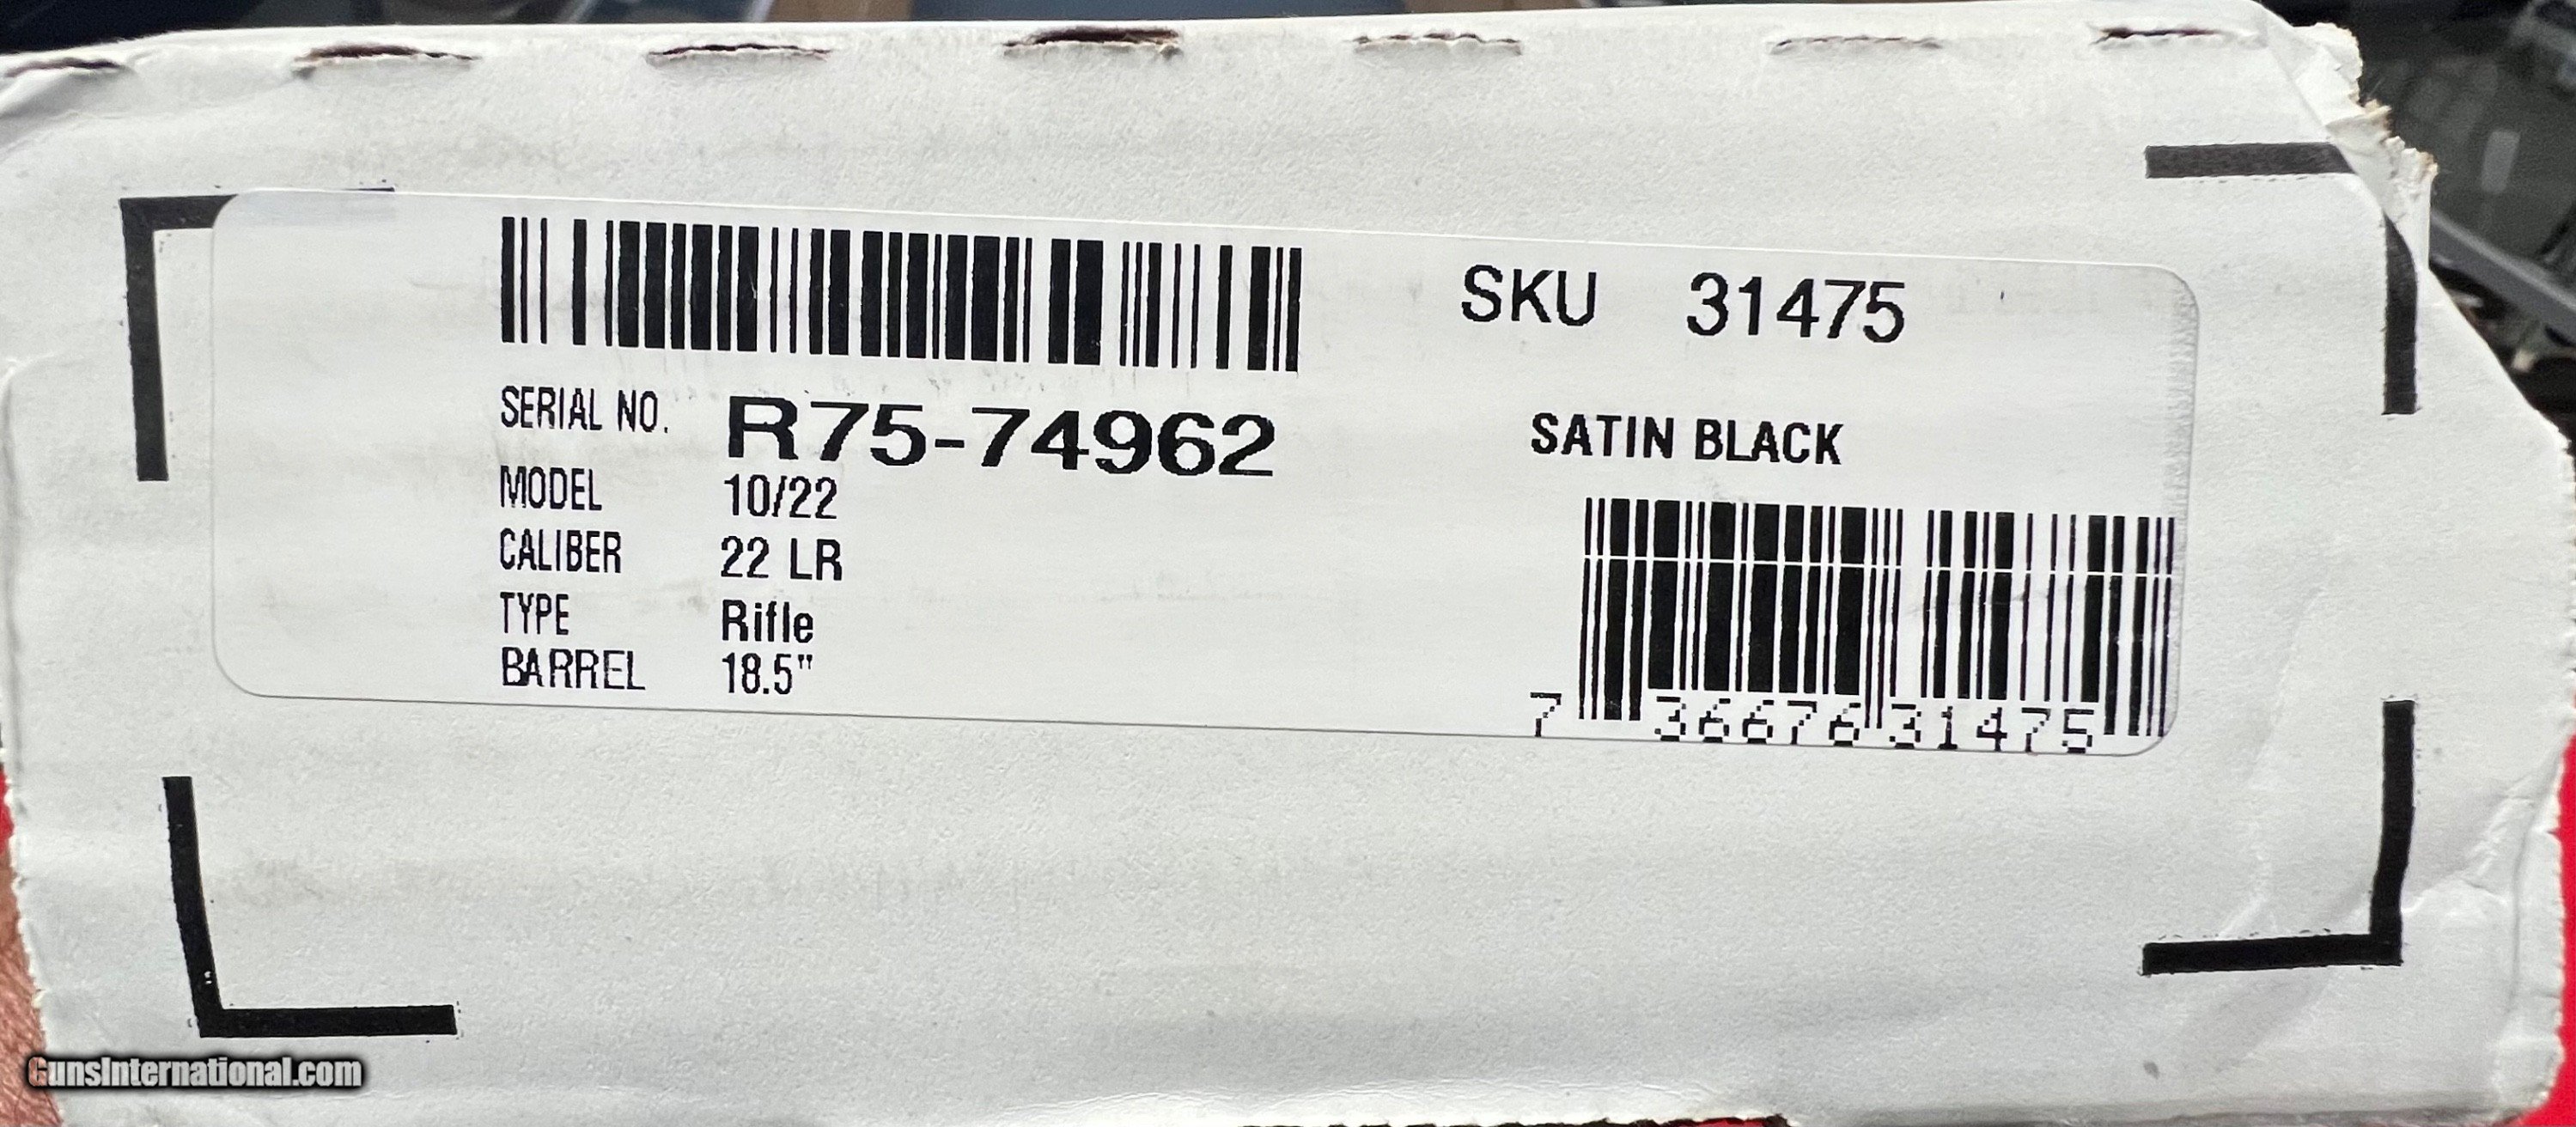 SKU 31475
SERIAL NO. R75-74962
SATIN BLACK
MODEL 10/22
CALIBER 22 LR
TYPE Rifle
BARREL 18.5"
7 36676 31475
GunsInternational.com